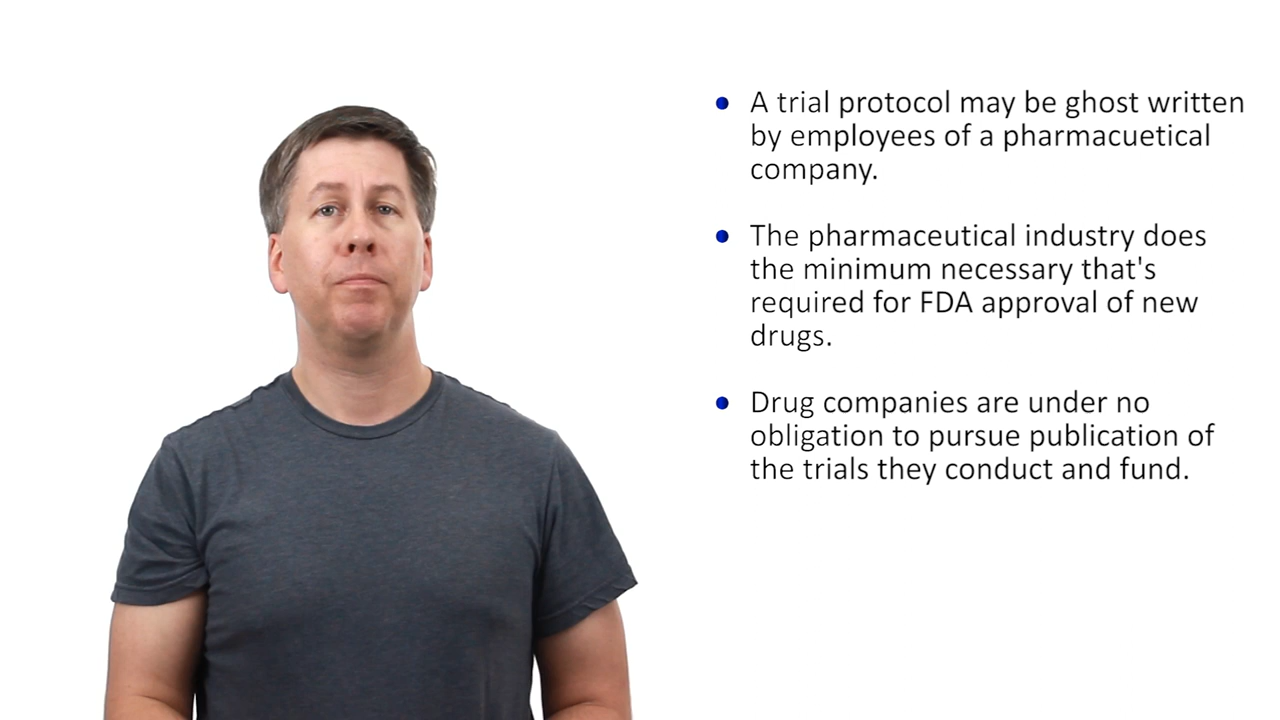 A trial protocol may be ghost written
by employees of a pharmacuetical
company.
The pharmaceutical industry does
the minimum necessary that's
required for FDA approval of new
drugs.
Drug companies are under no
obligation to pursue publication of
the trials they conduct and fund.